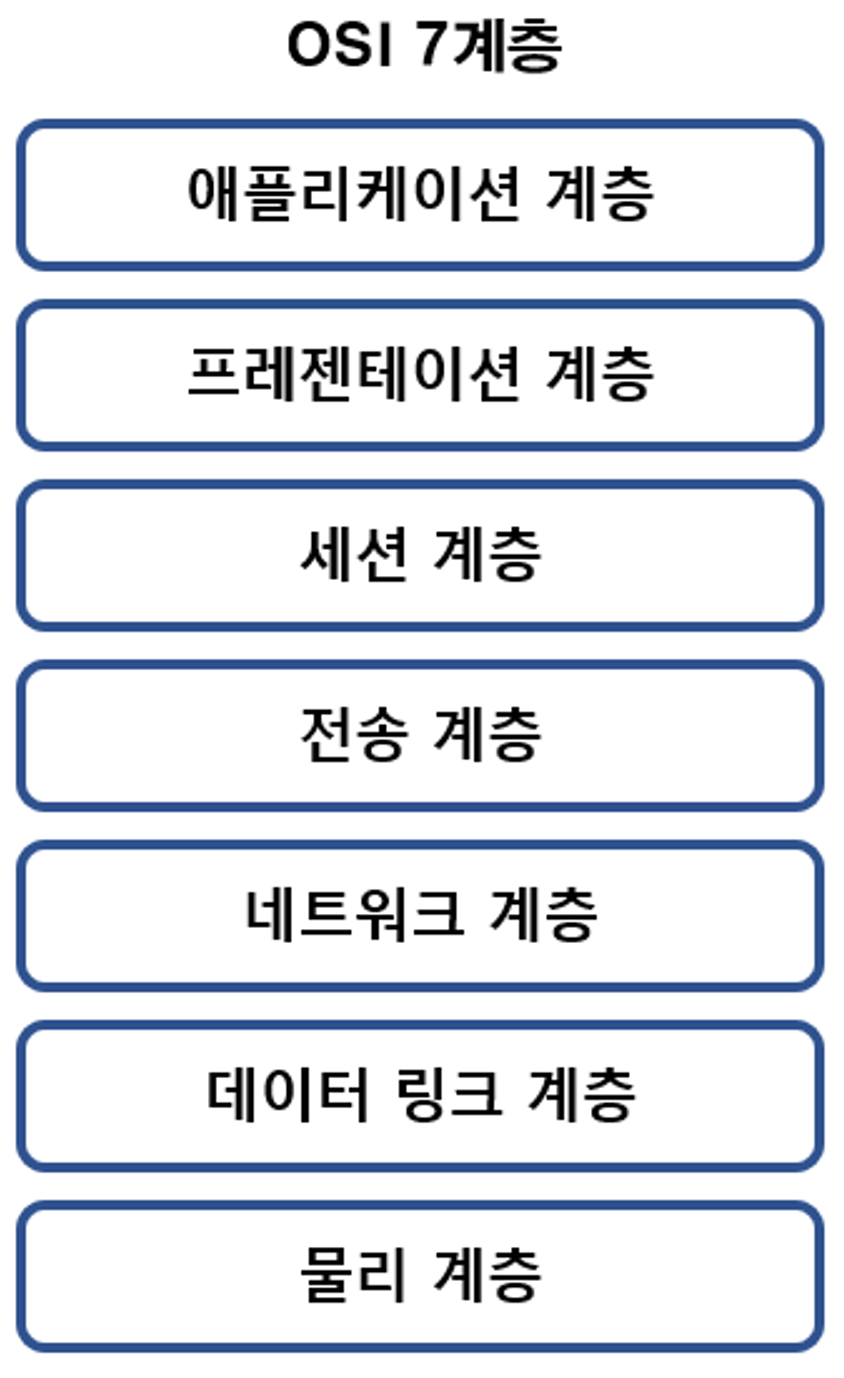 OSI 7계층
애플리케이션 계층
프레젠테이션 계층
세션 계층
전송 계층
네트워크 계층
데이터 링크 계층
물리 계층